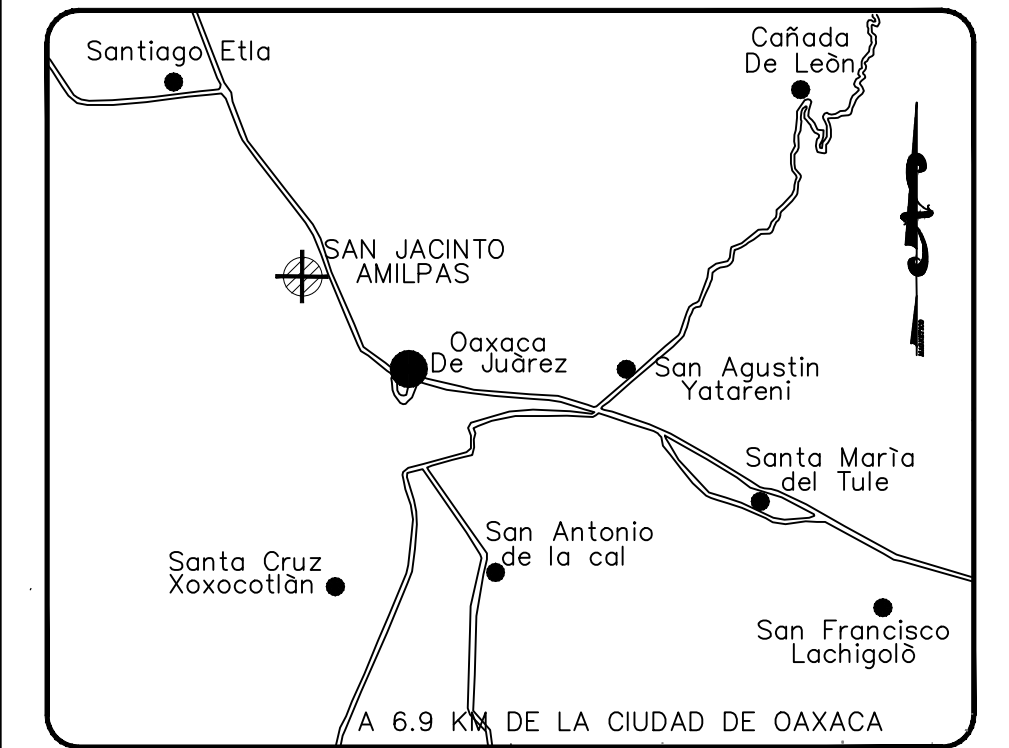 Santiago Etla
Cañada
De Leòn
SAN JACINTO
AMILPAS
Oaxaca
De Juàrez
San Agustin
Yatareni
Santa Marìa
del Tule
San Antonio
de la cal
Santa Cruz
Xoxocotlàn
San Francisco
Lachigolò
A 6.9 KM DE LA CIUDAD DE OAXACA